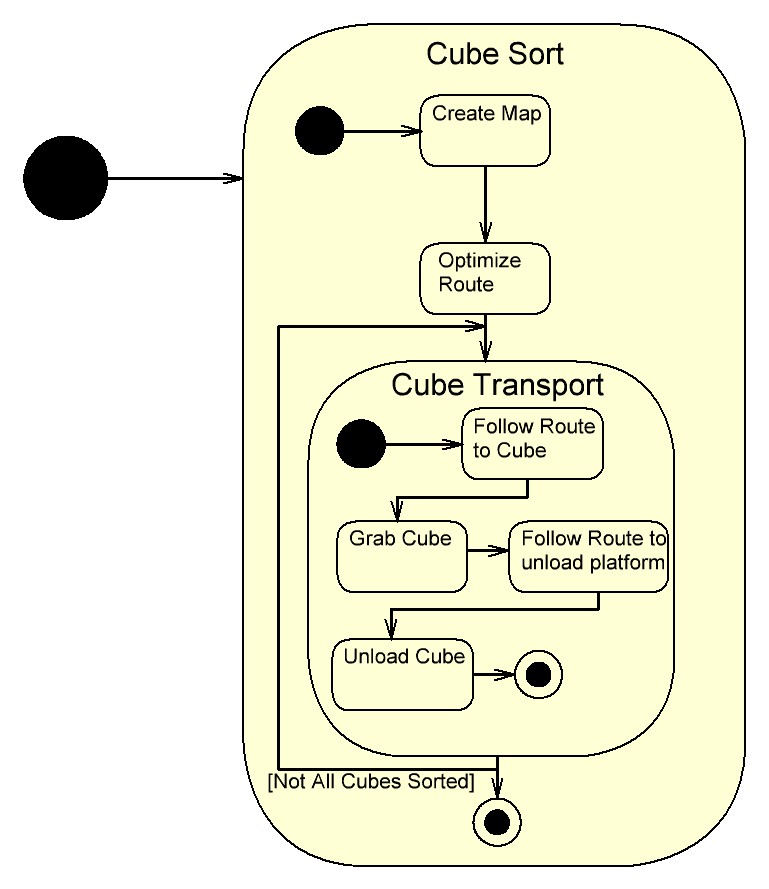 Cube Sort
Create Map
Optimize
Route
Cube Transport
Follow Route
to Cube
Grab Cube
Follow Route to
unload platform
Unload Cube
[Not All Cubes Sorted]